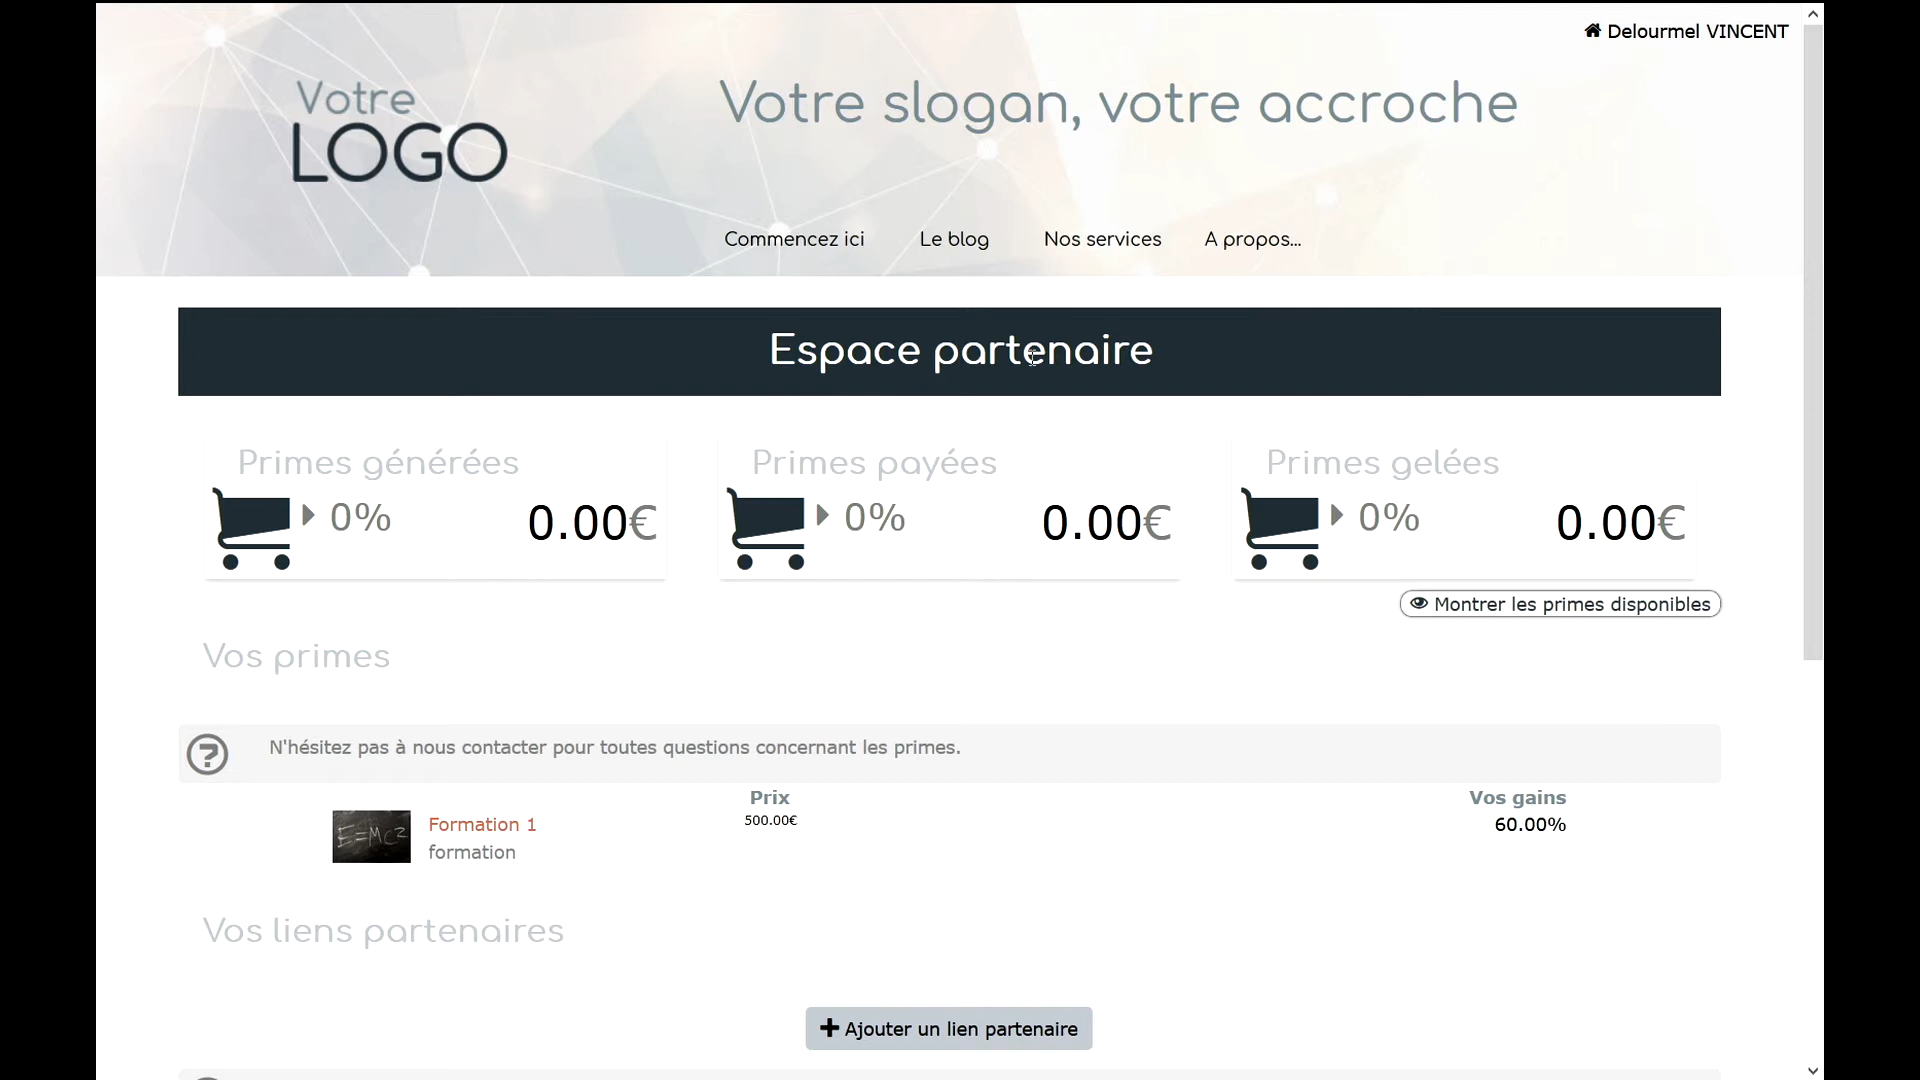 Delourmel VINCENT
Votre
LOGO
Votre slogan, votre accroche
Commencez ici
Le blog
Nos services
A propos...
Espace partenaire
Primes générées
0%
0.00€
Primes payées
0%
0.00€
Primes gelées
0%
0.00€
Montrer les primes disponibles
Vos primes
?
N'hésitez pas à nous contacter pour toutes questions concernant les primes.
E=Mc2
Formation 1
formation
Prix
500.00€
Vos gains
60.00%
Vos liens partenaires
Ajouter un lien partenaire